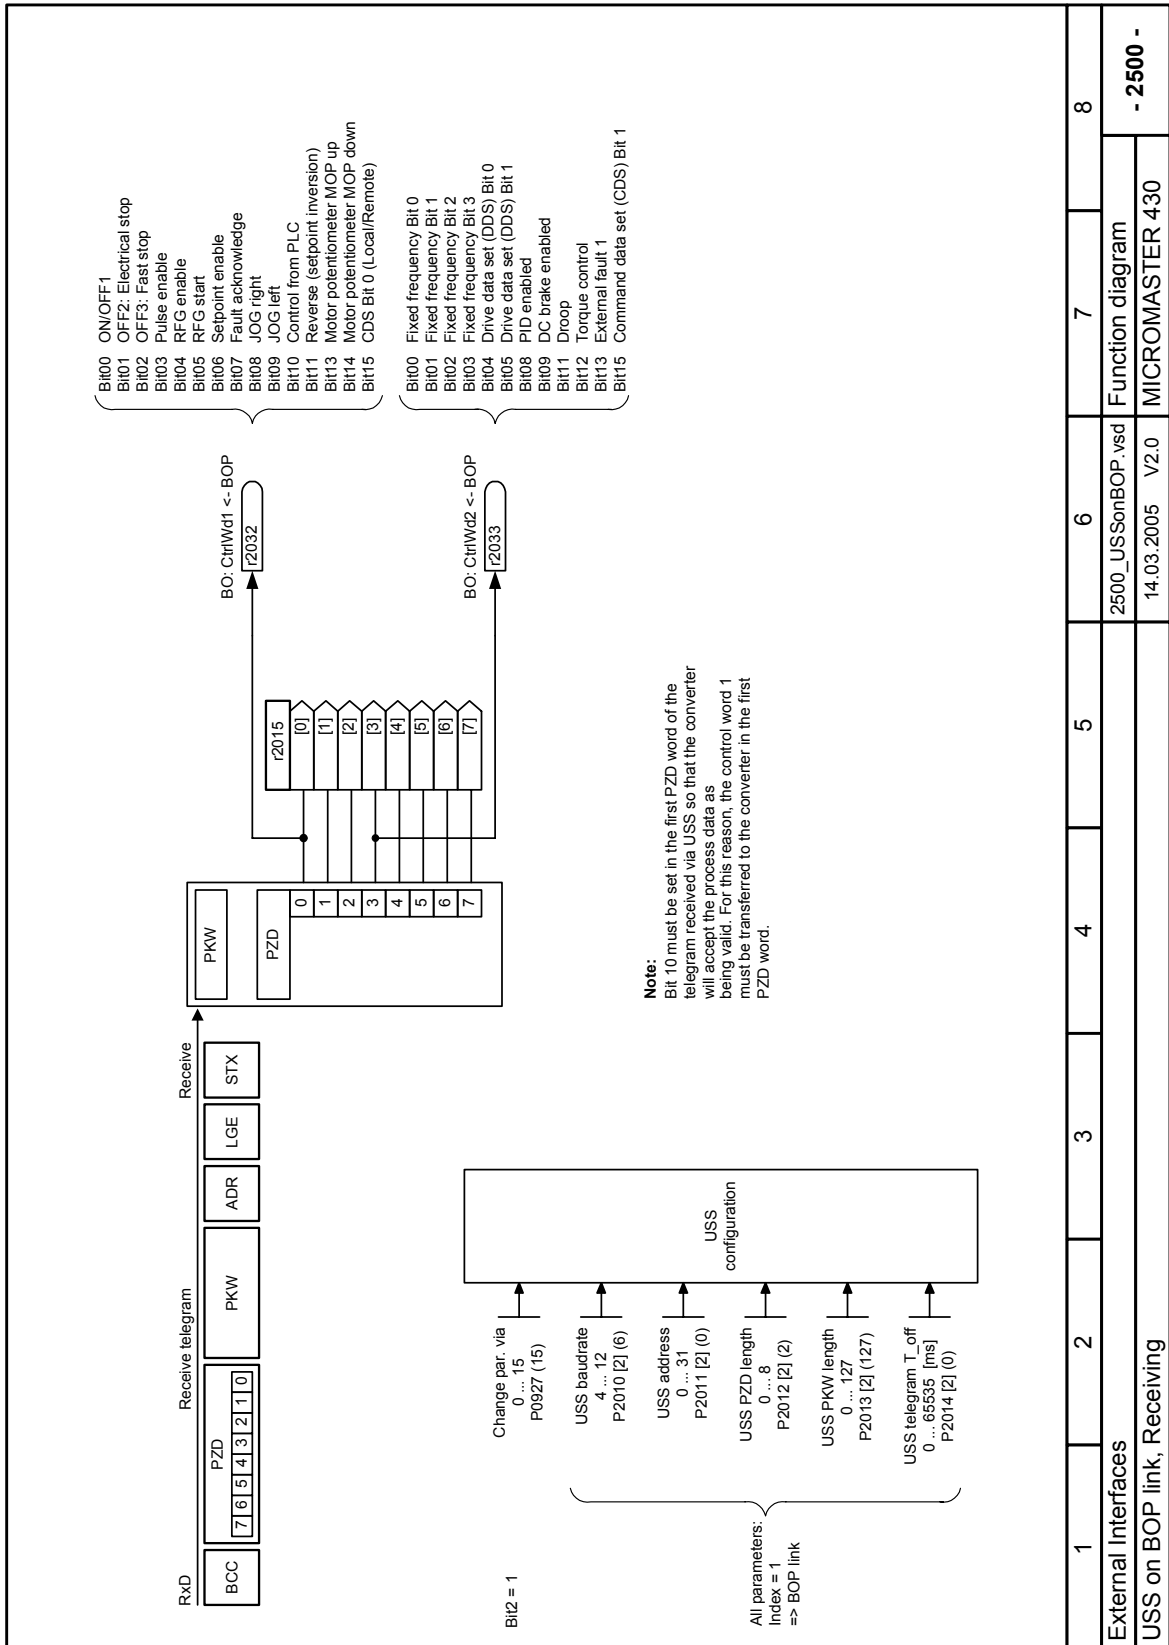 RxD
Receive telegram
Receive
BCC
PZD
7 6 5 4 3 2 1 0
PKW
ADR
LGE
STX
PKW
PZD
0
1
2
3
4
5
6
7
r2015
[0]
[1]
[2]
[3]
[4]
[5]
[6]
[7]
BO: CtrlWd1 <- BOP
r2032
Bit00 ON/OFF1
Bit01 OFF2: Electrical stop
Bit02 OFF3: Fast stop
Bit03 Pulse enable
Bit04 RFG enable
Bit05 RFG start
Bit06 Setpoint enable
Bit07 Fault acknowledge
Bit08 JOG right
Bit09 JOG left
Bit10 Control from PLC
Bit11 Reverse (setpoint inversion)
Bit13 Motor potentiometer MOP up
Bit14 Motor potentiometer MOP down
Bit15 CDS Bit 0 (Local/Remote)
BO: CtrlWd2 <- BOP
r2033
Bit00 Fixed frequency Bit 0
Bit01 Fixed frequency Bit 1
Bit02 Fixed frequency Bit 2
Bit03 Fixed frequency Bit 3
Bit04 Drive data set (DDS) Bit 0
Bit05 Drive data set (DDS) Bit 1
Bit08 PID enabled
Bit09 DC brake enabled
Bit11 Droop
Bit12 Torque control
Bit13 External fault 1
Bit15 Command data set (CDS) Bit 1
Bit2 = 1
Change par. via
0 ... 15
P0927 (15)
USS baudrate
4 ... 12
P2010 [2] (6)
USS address
0 ... 31
P2011 [2] (0)
USS PZD length
0 ... 8
P2012 [2] (2)
USS PKW length
0 ... 127
P2013 [2] (127)
USS telegram T_off
0 ... 65535 [ms]
P2014 [2] (0)
All parameters:
Index = 1
=> BOP link
USS
configuration
Note:
Bit 10 must be set in the first PZD word of the
telegram received via USS so that the converter
will accept the process data as
being valid. For this reason, the control word 1
must be transferred to the converter in the first
PZD word.
1 2 3 4 5 6 7 8
External Interfaces
2500_USSonBOP.vsd
Function diagram
- 2500 -
USS on BOP link, Receiving
14.03.2005 V2.0
MICROMASTER 430